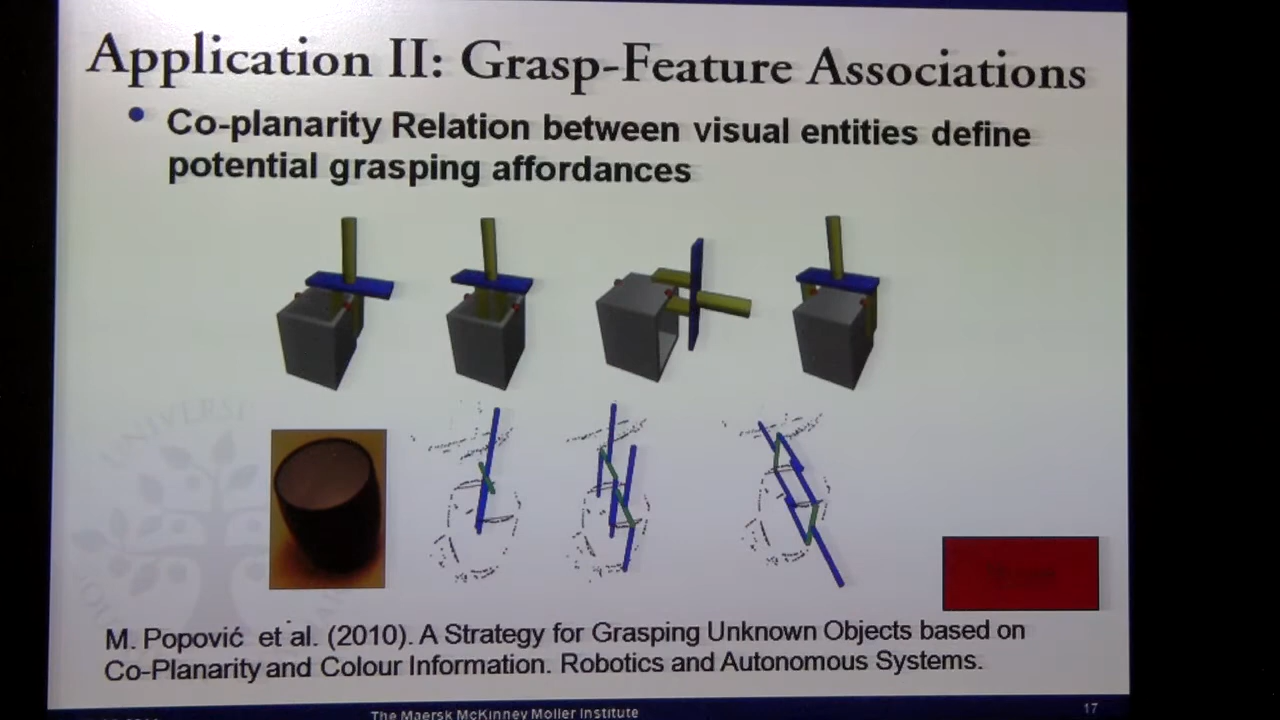 Application II: Grasp-Feature Associations
Co-planarity Relation between visual entities define
potential grasping affordances
UNIVERSI
M. Popović et al. (2010). A Strategy for Grasping Unknown Objects based on
Co-Planarity and Colour Information. Robotics and Autonomous Systems.
The Maersk McKinney Moller Institute
17